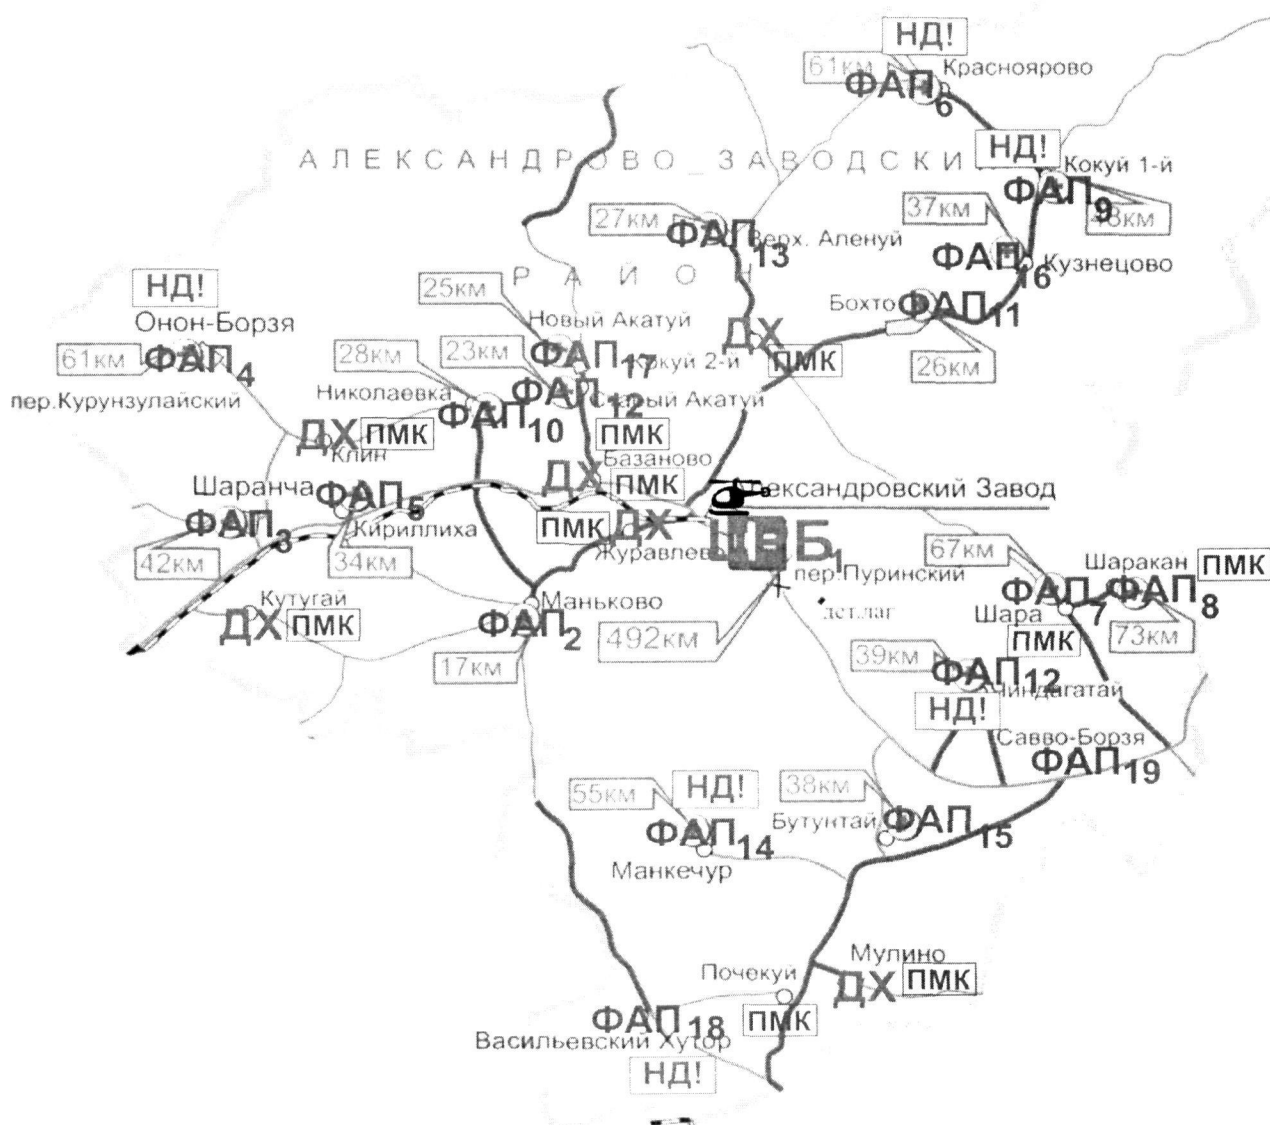 НД!
61км
Красноярово
ФАП6
АЛЕКСАНДРОВО_ЗАВОДСКИ
НД!
Кокуй 1-й
ФАП9
48км
37км
27км
ФАП13
Верх. Аленуй
ФАП16
Кузнецово
РАЙОН
НД!
25км
Бохто
ФАП11
Онон-Борзя
Новый Акатуй
ДХ
ПМК
61км
ФАП4
28км
23км
ФАП17
Кокуй 2-й
26км
пер.Курунзулайский
Николаевка
ФАП12
Старый Акатуй
ФАП10
ДХ
ПМК
Клин
ПМК
Базаново
Шаранча
ФАП5
ДХ
ПМК
Александровский Завод
ФАП3
Кириллиха
ПМК
ДХ
Журавлево
ЦРБ1
42км
34км
67км
Шаракан
ПМК
пер.Пуринский
ФАП7
ФАП8
Кутугай
ДХ
ПМК
Маньково
ФАП2
дет.лаг
Шара
492км
ПМК
73км
17км
39км
ФАП12
Чиндагатай
НД!
Савво-Борзя
ФАП19
55км
НД!
38км
ФАП14
Бутунтай
ФАП15
Манкечур
Мулино
Почекуй
ДХ
ПМК
ФАП18
ПМК
Васильевский Хутор
НД!